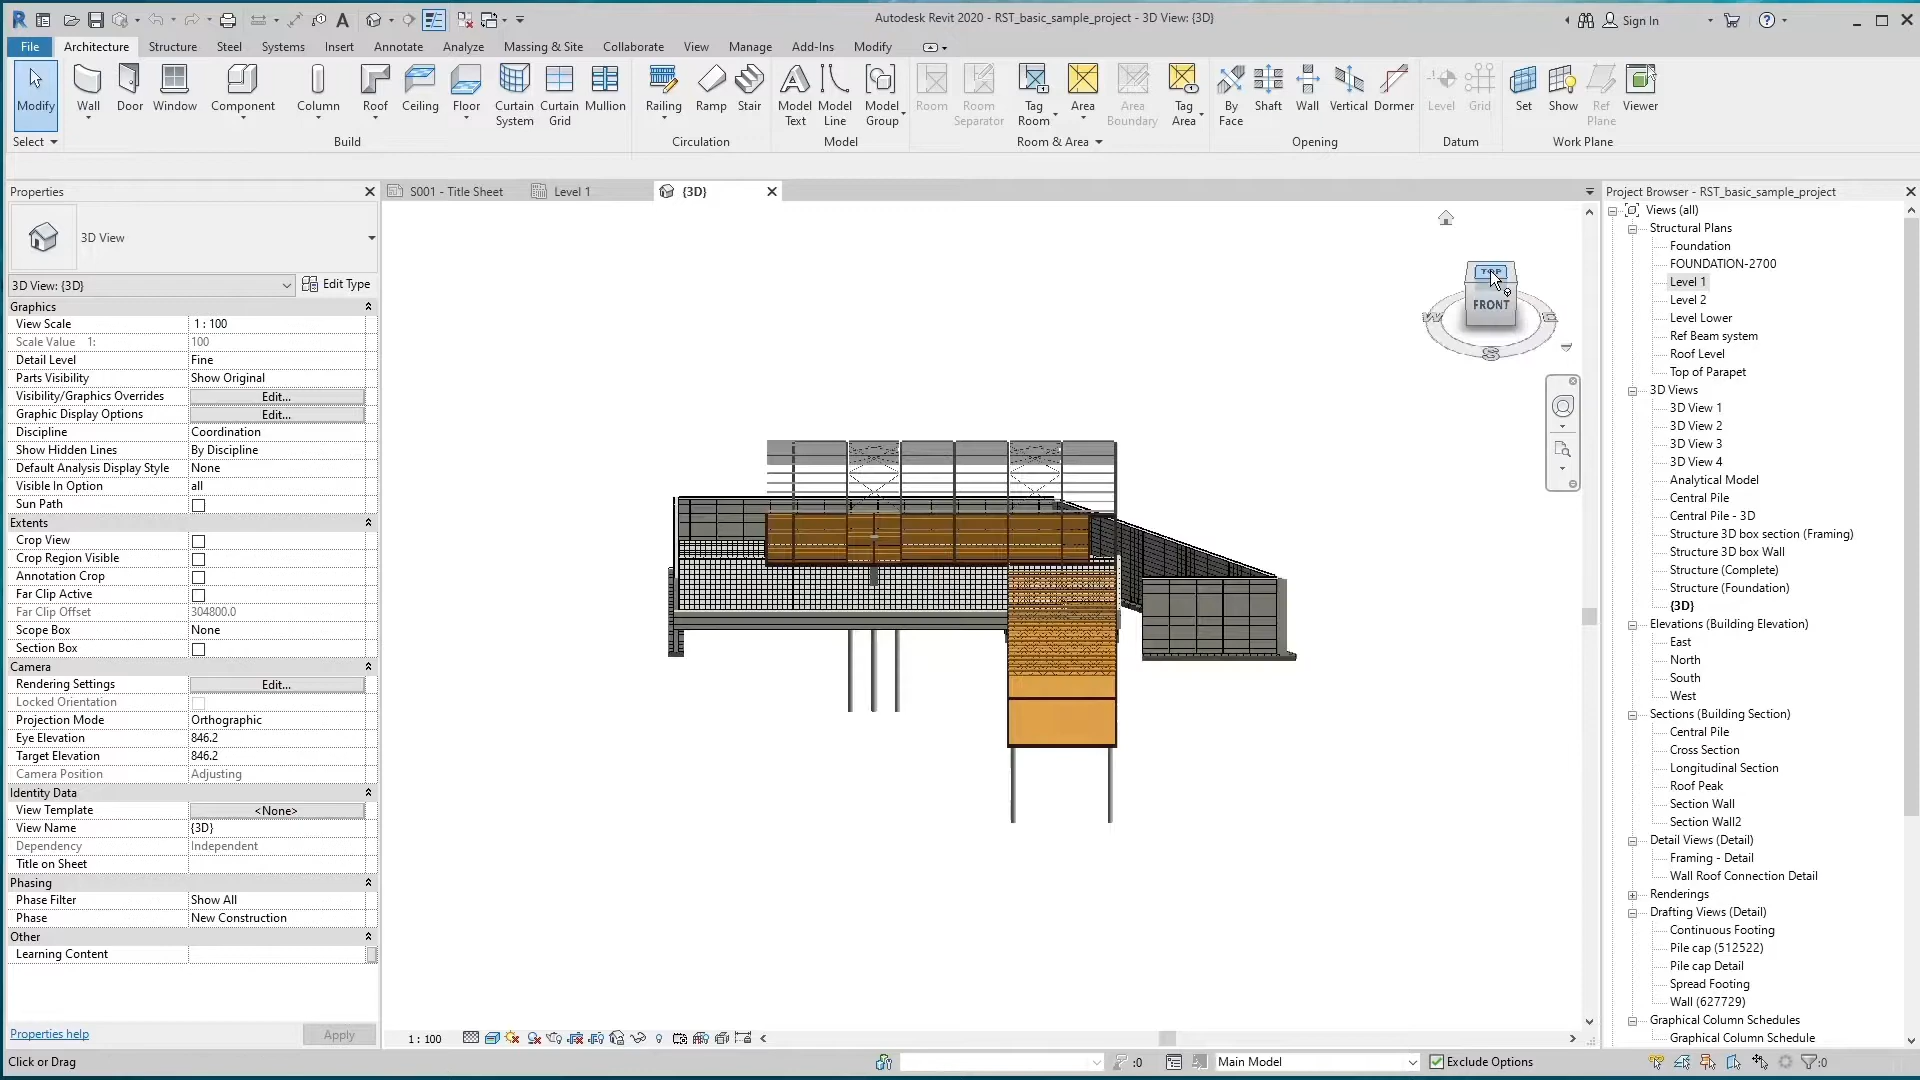 Autodesk Revit 2020 - RST_basic_sample_project - 3D View: {3D}
Sign In
File
Architecture
Structure
Steel
Systems
Insert
Annotate
Analyze
Massing & Site
Collaborate
View
Manage
Add-Ins
Modify
Modify
Wall
Door
Window
Component
Column
Roof
Ceiling
Floor
Curtain System
Curtain Grid
Mullion
Railing
Ramp
Stair
Model Text
Model Line
Model Group
Room
Room Separator
Tag Room
Area
Area Boundary
Tag Area
By Face
Shaft
Wall
Vertical
Dormer
Level
Grid
Set
Show
Ref Plane
Viewer
Select
Build
Circulation
Model
Room & Area
Opening
Datum
Work Plane
Properties
3D View
3D View: {3D}
Edit Type
Graphics
View Scale 1 : 100
Scale Value 1: 100
Detail Level Fine
Parts Visibility Show Original
Visibility/Graphics Overrides Edit...
Graphic Display Options Edit...
Discipline Coordination
Show Hidden Lines By Discipline
Default Analysis Display Style None
Visible In Option all
Sun Path
Extents
Crop View
Crop Region Visible
Annotation Crop
Far Clip Active
Far Clip Offset 304800.0
Scope Box None
Section Box
Camera
Rendering Settings Edit...
Locked Orientation
Projection Mode Orthographic
Eye Elevation 846.2
Target Elevation 846.2
Camera Position Adjusting
Identity Data
View Template <None>
View Name {3D}
Dependency Independent
Title on Sheet
Phasing
Phase Filter Show All
Phase New Construction
Other
Learning Content
Properties help
Apply
S001 - Title Sheet
Level 1
{3D}
TOP
FRONT
W
S
1 : 100
Project Browser - RST_basic_sample_project
Views (all)
Structural Plans
Foundation
FOUNDATION-2700
Level 1
Level 2
Level Lower
Ref Beam system
Roof Level
Top of Parapet
3D Views
3D View 1
3D View 2
3D View 3
3D View 4
Analytical Model
Central Pile
Central Pile - 3D
Structure 3D box section (Framing)
Structure 3D box Wall
Structure (Complete)
Structure (Foundation)
{3D}
Elevations (Building Elevation)
East
North
South
West
Sections (Building Section)
Central Pile
Cross Section
Longitudinal Section
Roof Peak
Section Wall
Section Wall2
Detail Views (Detail)
Framing - Detail
Wall Roof Connection Detail
Renderings
Drafting Views (Detail)
Continuous Footing
Pile cap (512522)
Pile cap Detail
Spread Footing
Wall (627729)
Graphical Column Schedules
Graphical Column Schedule
Click or Drag
:0
Main Model
Exclude Options
:0